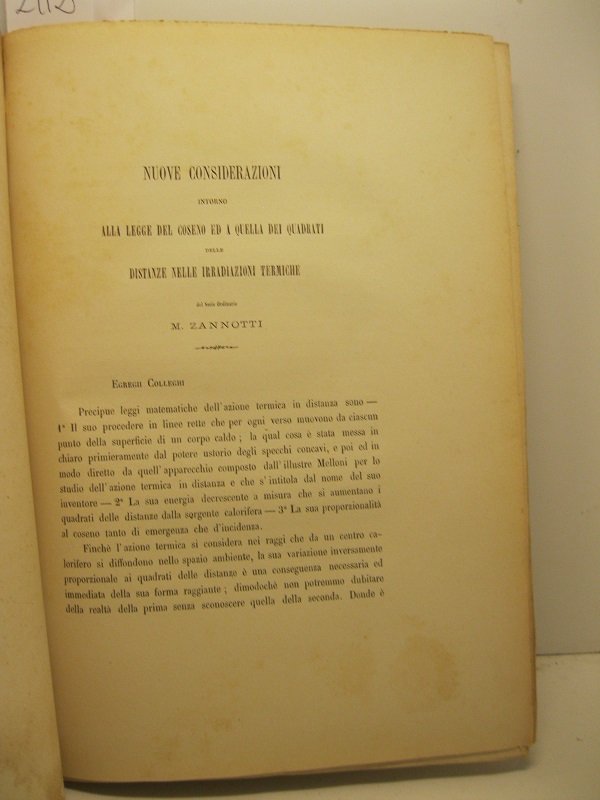 NUOVE CONSIDERAZIONI
INTORNO
ALLA LEGGE DEL COSENO ED A QUELLA DEI QUADRATI
DELLE
DISTANZE NELLE IRRADIAZIONI TERMICHE
del Socio Ordinario
M. ZANNOTTI
EGREGII COLLEGHI
Precipue leggi matematiche dell'azione termica in distanza sono —
1ª Il suo procedere in linee rette che per ogni verso muovono da ciascun
punto della superficie di un corpo caldo; la qual cosa è stata messa in
chiaro primieramente dal potere ustorio degli specchi concavi, e poi ed in
modo diretto da quell'apparecchio composto dall'illustre Melloni per lo
studio dell'azione termica in distanza e che s'intitola dal nome del suo
inventore — 2ª La sua energia decrescente a misura che si aumentano i
quadrati delle distanze dalla sorgente calorifera — 3ª La sua proporzionalità
al coseno tanto di emergenza che d'incidenza.
Finchè l'azione termica si considera nei raggi che da un centro ca-
lorifero si diffondono nello spazio ambiente, la sua variazione inversamente
proporzionale ai quadrati delle distanze è una conseguenza necessaria ed
immediata della sua forma raggiante; dimodochè non potremmo dubitare
della realtà della prima senza sconoscere quella della seconda. Donde è